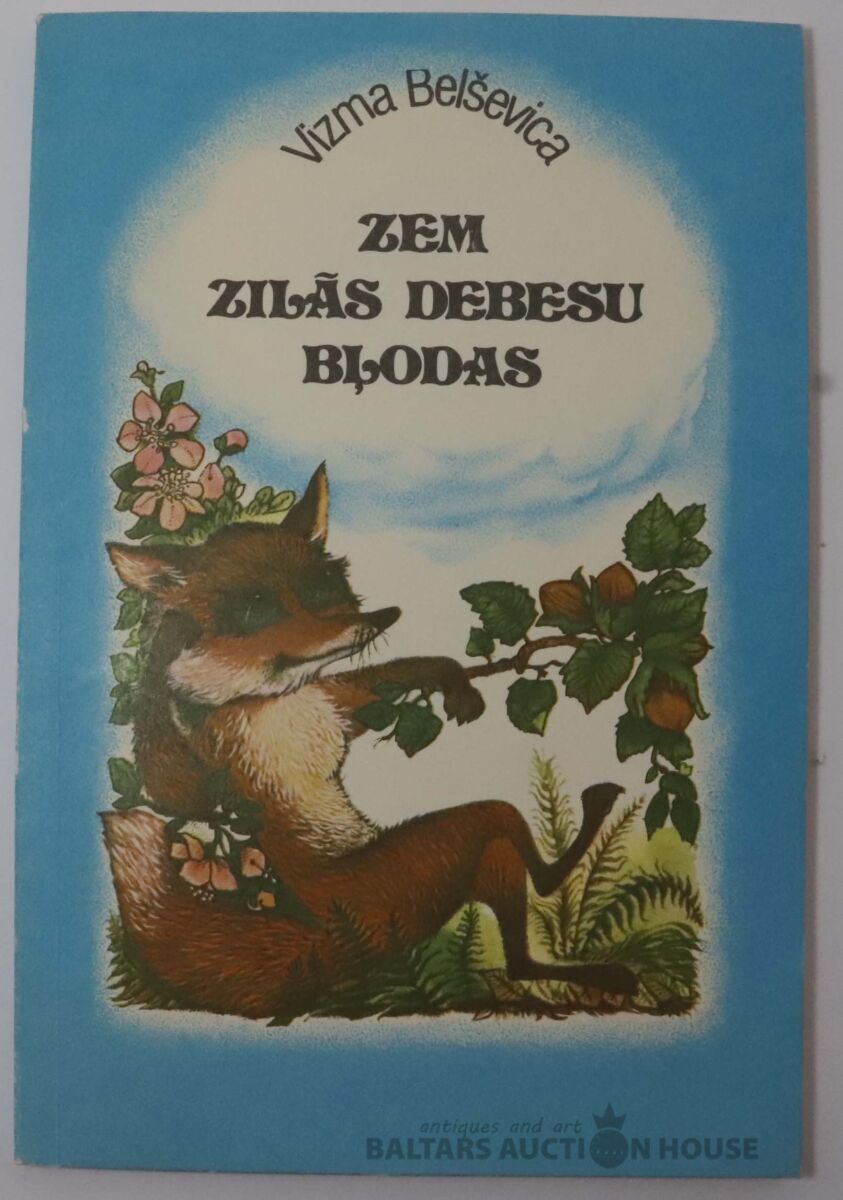 Vizma Belševica
ZEM
ZILĀS DEBESU
BĻODAS
antiques and art
BALTARS AUCTION HOUSE